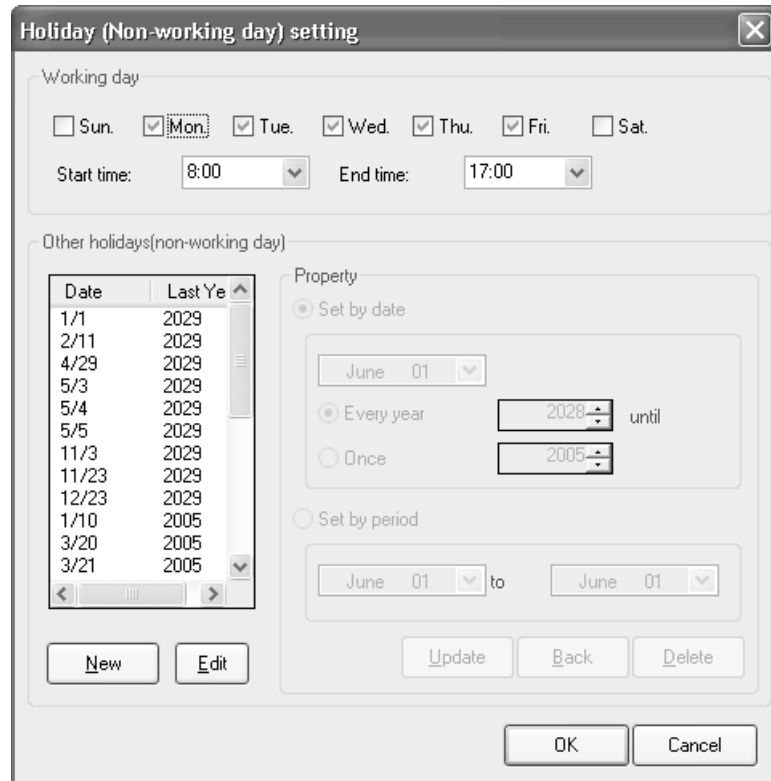 Holiday (Non-working day) setting
Working day
Sun. Mon. Tue. Wed. Thu. Fri. Sat.
Start time: 8:00 End time: 17:00
Other holidays(non-working day)
Date Last Ye
1/1 2029
2/11 2029
4/29 2029
5/3 2029
5/4 2029
5/5 2029
11/3 2029
11/23 2029
12/23 2029
1/10 2005
3/20 2005
3/21 2005
New Edit
Property
Set by date
June 01
Every year 2028 until
Once 2005
Set by period
June 01 to June 01
Update Back Delete
OK Cancel